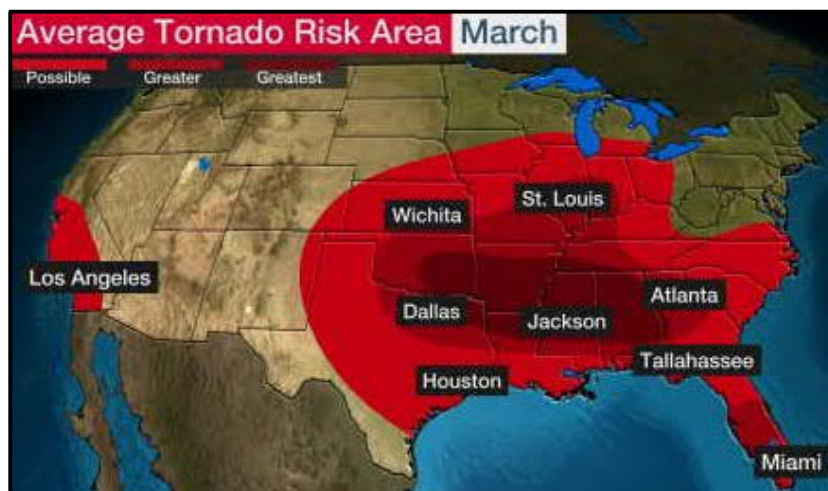 Average Tornado Risk Area March
Possible Greater Greatest
Wichita
St. Louis
Los Angeles
Dallas
Jackson
Atlanta
Houston
Tallahassee
Miami